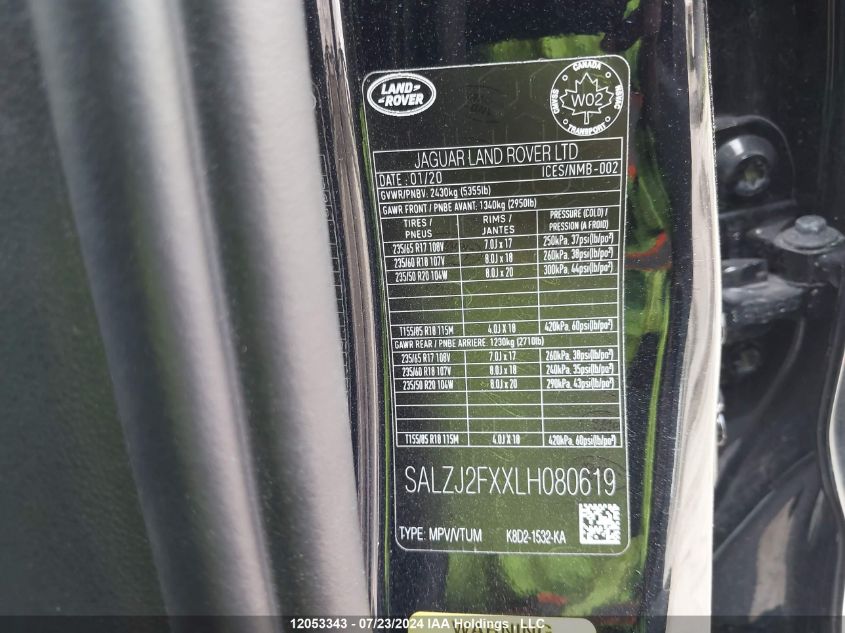 LAND
ROVER
CANADA
GVASS
NSVAC
W02
TRANSPORT
JAGUAR LAND ROVER LTD
DATE : 01/20 ICES/NMB-002
GVWR/PNBV: 2430kg (5355lb)
GAWR FRONT / PNBE AVANT: 1340kg (2950lb)
TIRES / PNEUS RIMS / JANTES PRESSURE (COLD) / PRESSION (A FROID)
235/65 R17 108V 7.0J x 17 250kPa, 37psi(lb/po²)
235/60 R18 107V 8.0J x 18 260kPa, 38psi(lb/po²)
235/50 R20 104W 8.0J x 20 300kPa, 44psi(lb/po²)
T155/85 R18 115M 4.0J X 18 420kPa, 60psi(lb/po²)
GAWR REAR / PNBE ARRIERE: 1230kg (2710lb)
235/65 R17 108V 7.0J x 17 260kPa, 38psi(lb/po²)
235/60 R18 107V 8.0J x 18 240kPa, 35psi(lb/po²)
235/50 R20 104W 8.0J x 20 290kPa, 43psi(lb/po²)
T155/85 R18 115M 4.0J X 18 420kPa, 60psi(lb/po²)
SALZJ2FXXLH080619
TYPE: MPV/VTUM K8D2-1532-KA
WARNING
12053343 - 07/23/2024 IAA Holdings, LLC